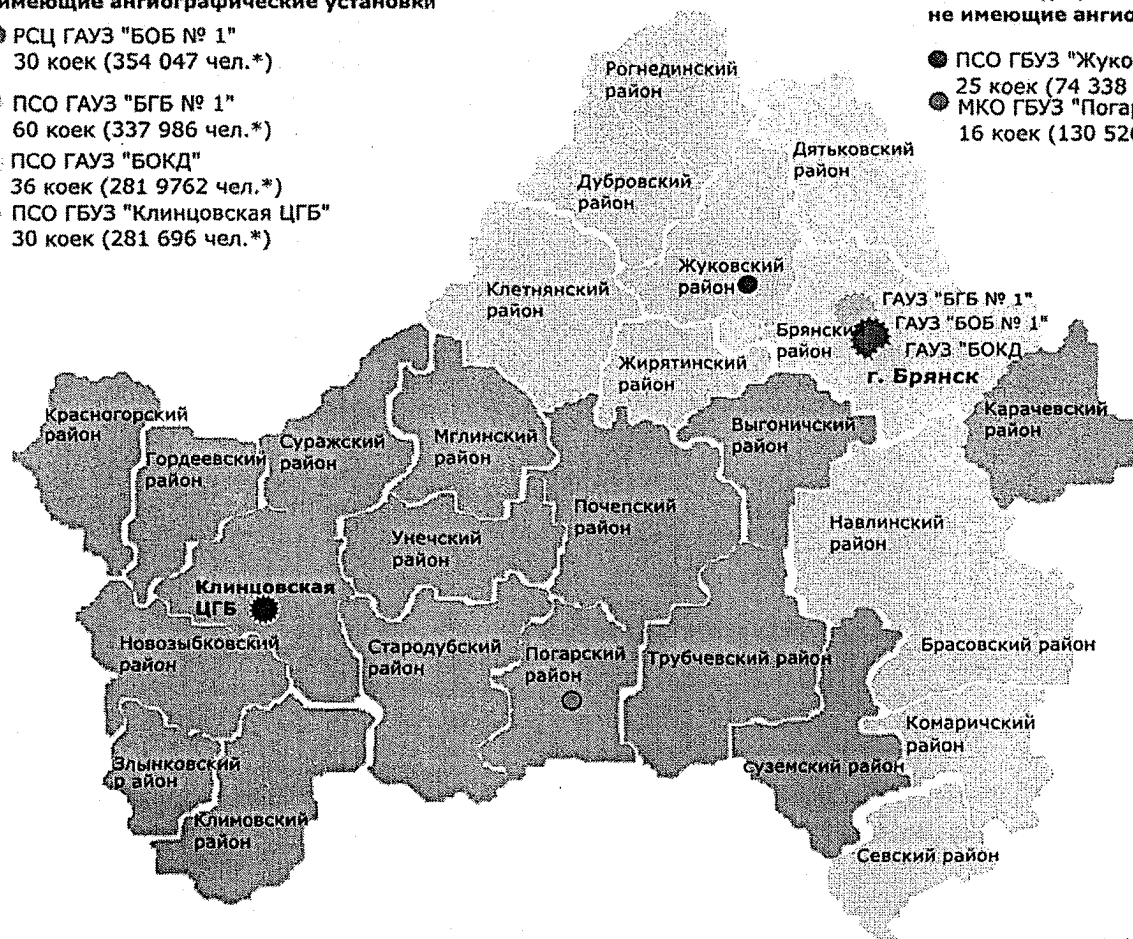 имеющие ангиографические установки
РСЦ ГАУЗ "БОБ № 1"
30 коек (354 047 чел.*)
ПСО ГАУЗ "БГБ № 1"
60 коек (337 986 чел.*)
ПСО ГАУЗ "БОКД"
36 коек (281 9762 чел.*)
ПСО ГБУЗ "Клинцовская ЦГБ"
30 коек (281 696 чел.*)
не имеющие ангио
ПСО ГБУЗ "Жуко
25 коек (74 338
МКО ГБУЗ "Погар
16 коек (130 526
Рогнединский
район
Дятьковский
район
Дубровский
район
Жуковский
район
Клетнянский
район
ГАУЗ "БГБ № 1"
ГАУЗ "БОБ № 1"
ГАУЗ "БОКД
Брянский
район
г. Брянск
Жирятинский
район
Красногорский
район
Гордеевский
район
Суражский
район
Мглинский
район
Выгоничский
район
Карачевский
район
Унечский
район
Почепский
район
Навлинский
район
Клинцовская
ЦГБ
Новозыбковский
район
Стародубский
район
Погарский
район
Трубчевский район
Брасовский район
Комаричский
район
Злынковский
р айон
суземский район
Климовский
район
Севский район